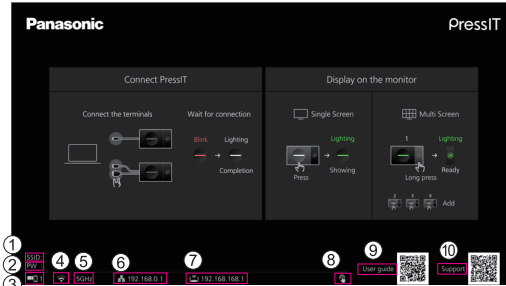 Panasonic
PressIT
Connect PressIT
Display on the monitor
Connect the terminals
Wait for connection
Single Screen
Multi Screen
Blink
Lighting
Completion
Lighting
Press
Showing
1
Lighting
Long press
Ready
2
3
4
Add
1
2
3
4
5
6
7
8
9
10
SSID:
PW:
1
5GHz
192.168.0.1
192.168.168.1
User guide
Support